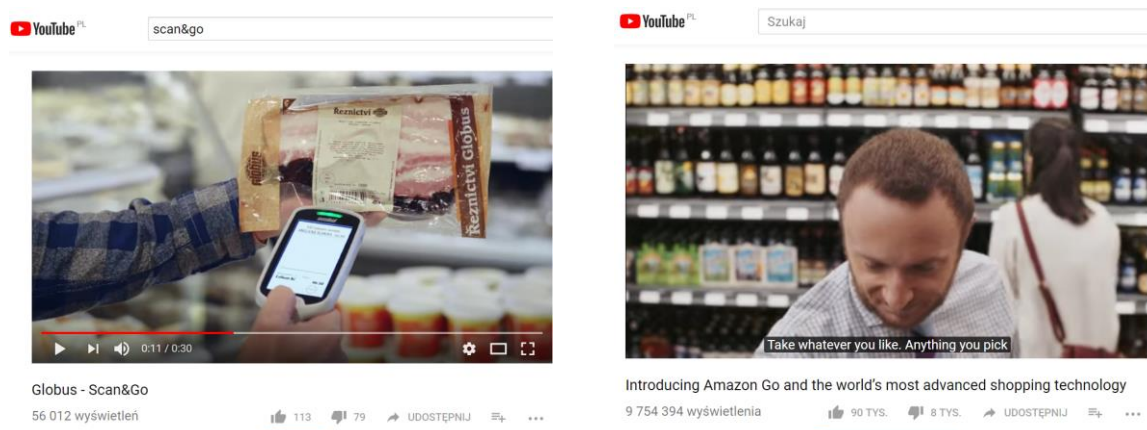 YouTube PL
scan&go
Řeznictví
Řeznictví Globus
0:11 / 0:30
Globus - Scan&Go
56 012 wyświetleń
113
79
UDOSTĘPNIJ
YouTube PL
Szukaj
Take whatever you like. Anything you pick
Introducing Amazon Go and the world's most advanced shopping technology
9 754 394 wyświetlenia
90 TYS.
8 TYS.
UDOSTĘPNIJ